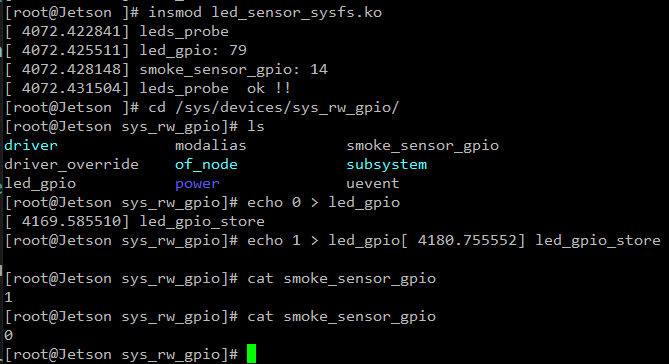 [root@Jetson ]# insmod led_sensor_sysfs.ko
[ 4072.422841] leds_probe
[ 4072.425511] led_gpio: 79
[ 4072.428148] smoke_sensor_gpio: 14
[ 4072.431504] leds_probe  ok !!
[root@Jetson ]# cd /sys/devices/sys_rw_gpio/
[root@Jetson sys_rw_gpio]# ls
driver           modalias         smoke_sensor_gpio
driver_override  of_node          subsystem
led_gpio         power            uevent
[root@Jetson sys_rw_gpio]# echo 0 > led_gpio
[ 4169.585510] led_gpio_store
[root@Jetson sys_rw_gpio]# echo 1 > led_gpio[ 4180.755552] led_gpio_store
[root@Jetson sys_rw_gpio]# cat smoke_sensor_gpio
1
[root@Jetson sys_rw_gpio]# cat smoke_sensor_gpio
0
[root@Jetson sys_rw_gpio]#